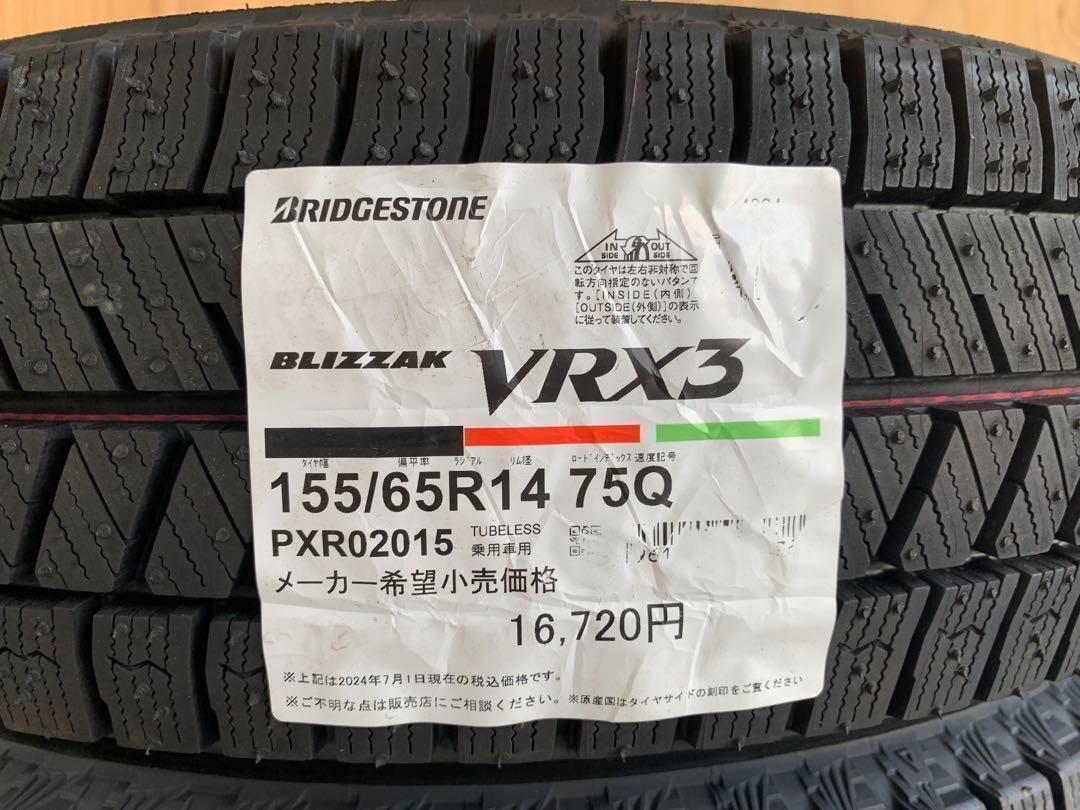 BRIDGESTONE
IN OUT
SIDE SIDE
このタイヤは左右非対称で回
転方向指定のないパタンで
す。[INSIDE(内側)]
[OUTSIDE(外側)]の表示
に従って装着してください。
BLIZZAK VRX3
タイヤ幅 偏平率 ラジアル リム径 ロードインデックス 速度記号
155/65R14 75Q
PXR02015 TUBELESS
乗用車用
メーカー希望小売価格
16,720円
※上記は2024年7月1日現在の税込価格です。
※ご不明な点は販売店にご相談ください。※原産国はタイヤサイドの刻印をご覧ください